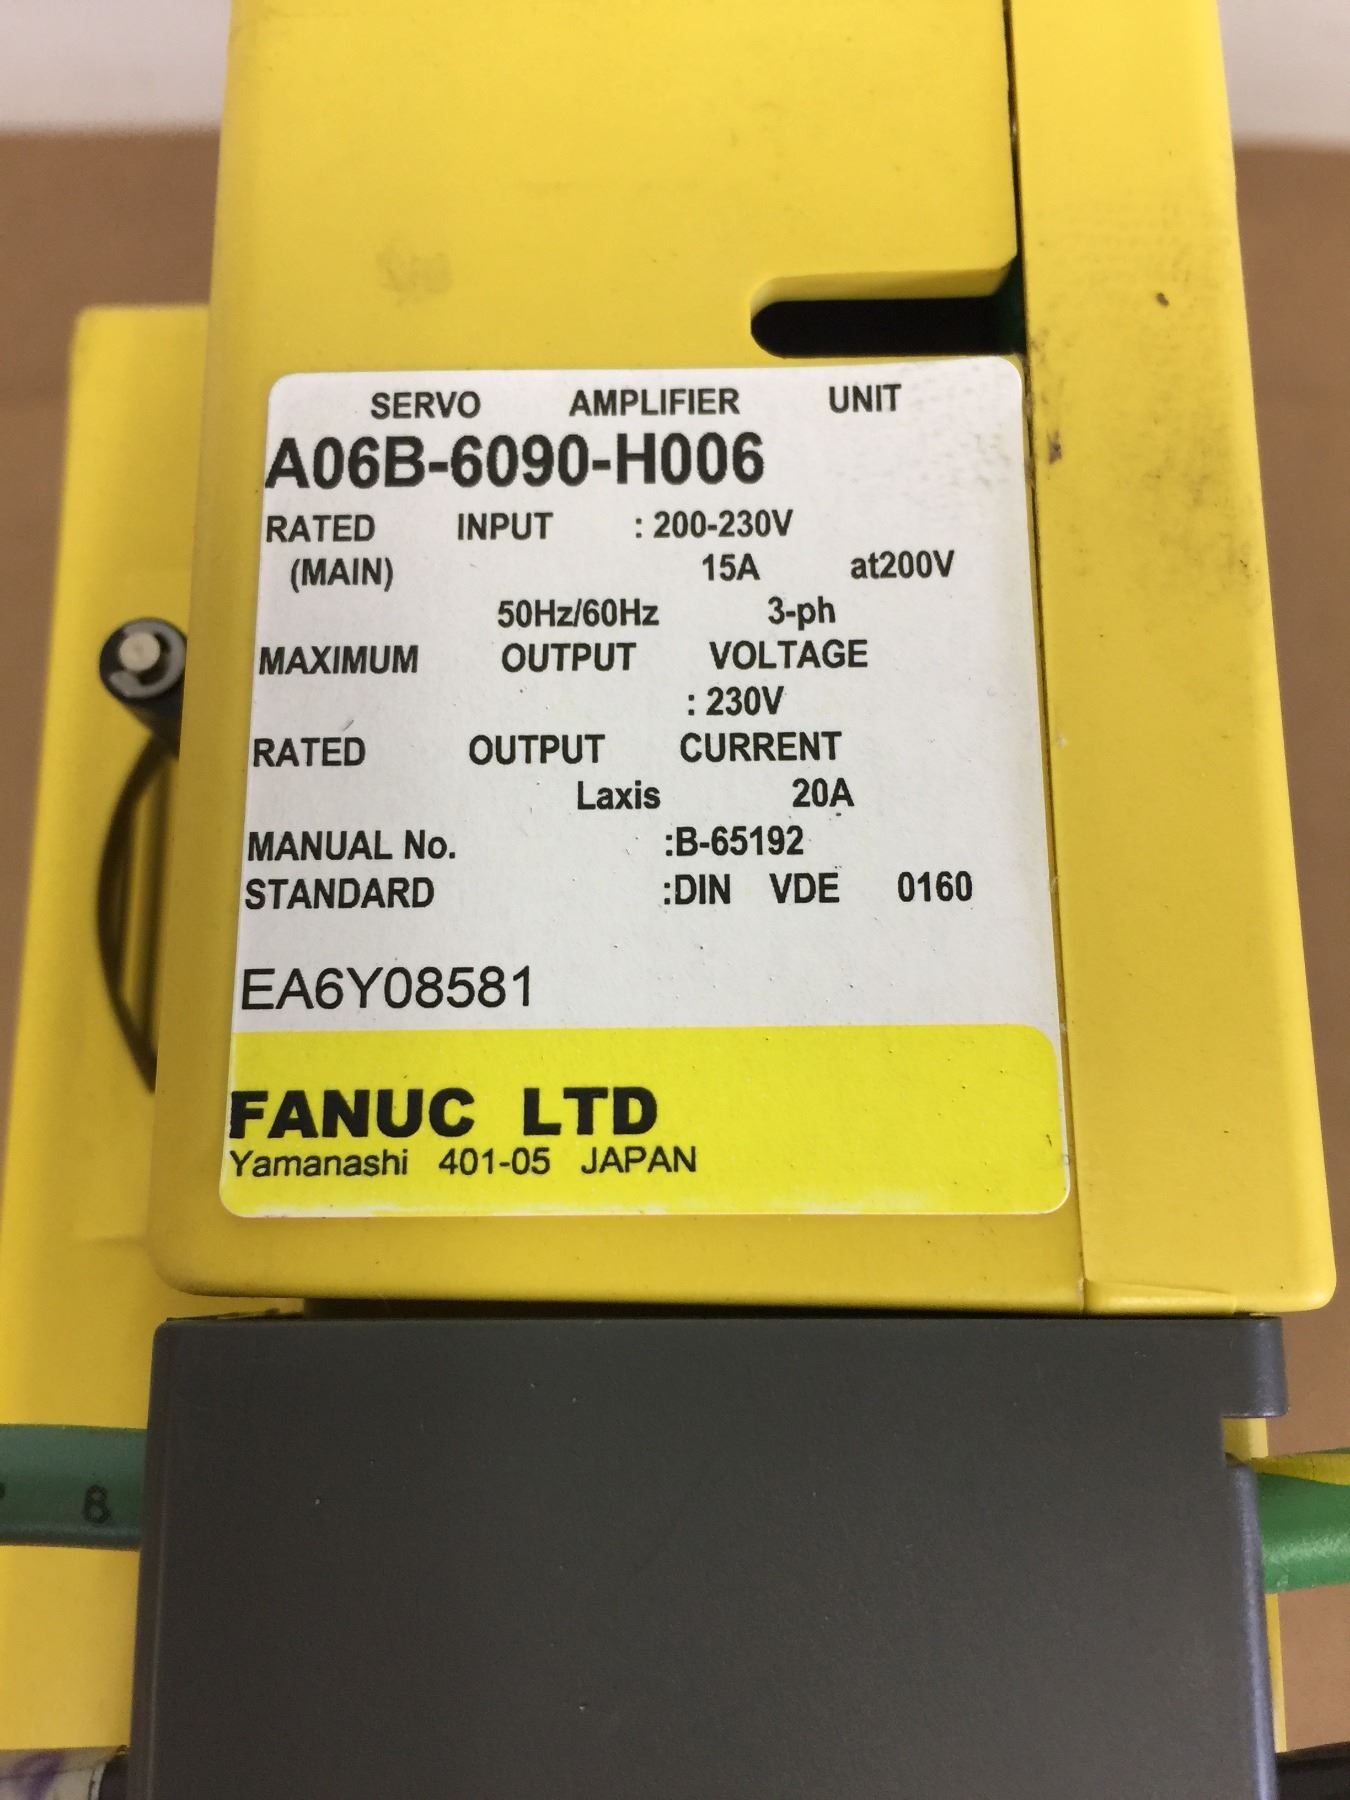 SERVO AMPLIFIER UNIT
A06B-6090-H006
RATED INPUT : 200-230V
(MAIN) 15A at200V
50Hz/60Hz 3-ph
MAXIMUM OUTPUT VOLTAGE
: 230V
RATED OUTPUT CURRENT
Laxis 20A
MANUAL No. :B-65192
STANDARD :DIN VDE 0160
EA6Y08581
FANUC LTD
Yamanashi 401-05 JAPAN
8